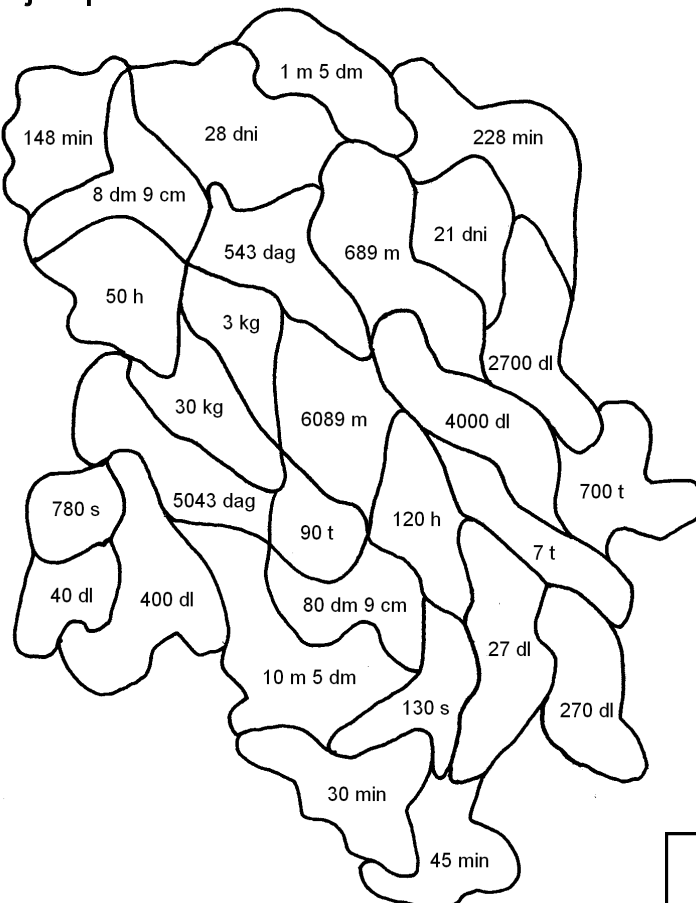 1 m 5 dm
148 min
28 dni
228 min
8 dm 9 cm
543 dag
689 m
21 dni
50 h
3 kg
2700 dl
30 kg
6089 m
4000 dl
780 s
5043 dag
90 t
120 h
700 t
7 t
40 dl
400 dl
80 dm 9 cm
27 dl
10 m 5 dm
130 s
270 dl
30 min
45 min